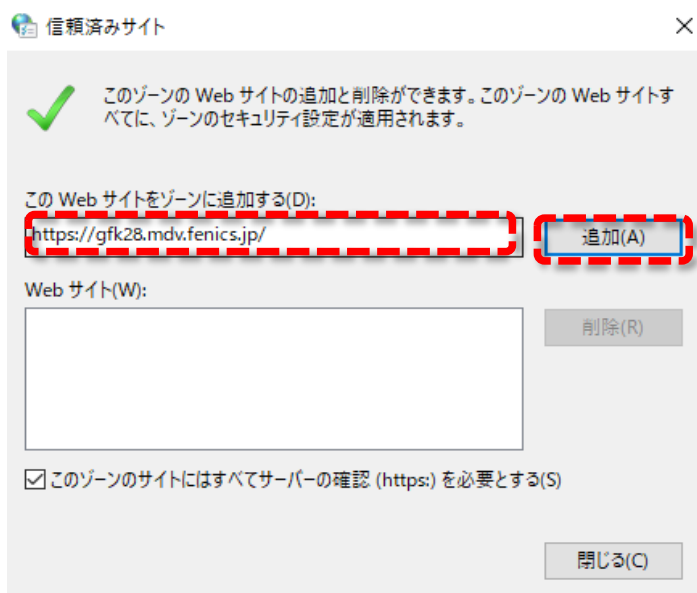 信頼済みサイト
このゾーンの Web サイトの追加と削除ができます。このゾーンの Web サイトす
べてに、ゾーンのセキュリティ設定が適用されます。
この Web サイトをゾーンに追加する(D):
https://gfk28.mdv.fenics.jp/
追加(A)
Web サイト(W):
削除(R)
このゾーンのサイトにはすべてサーバーの確認 (https:) を必要とする(S)
閉じる(C)